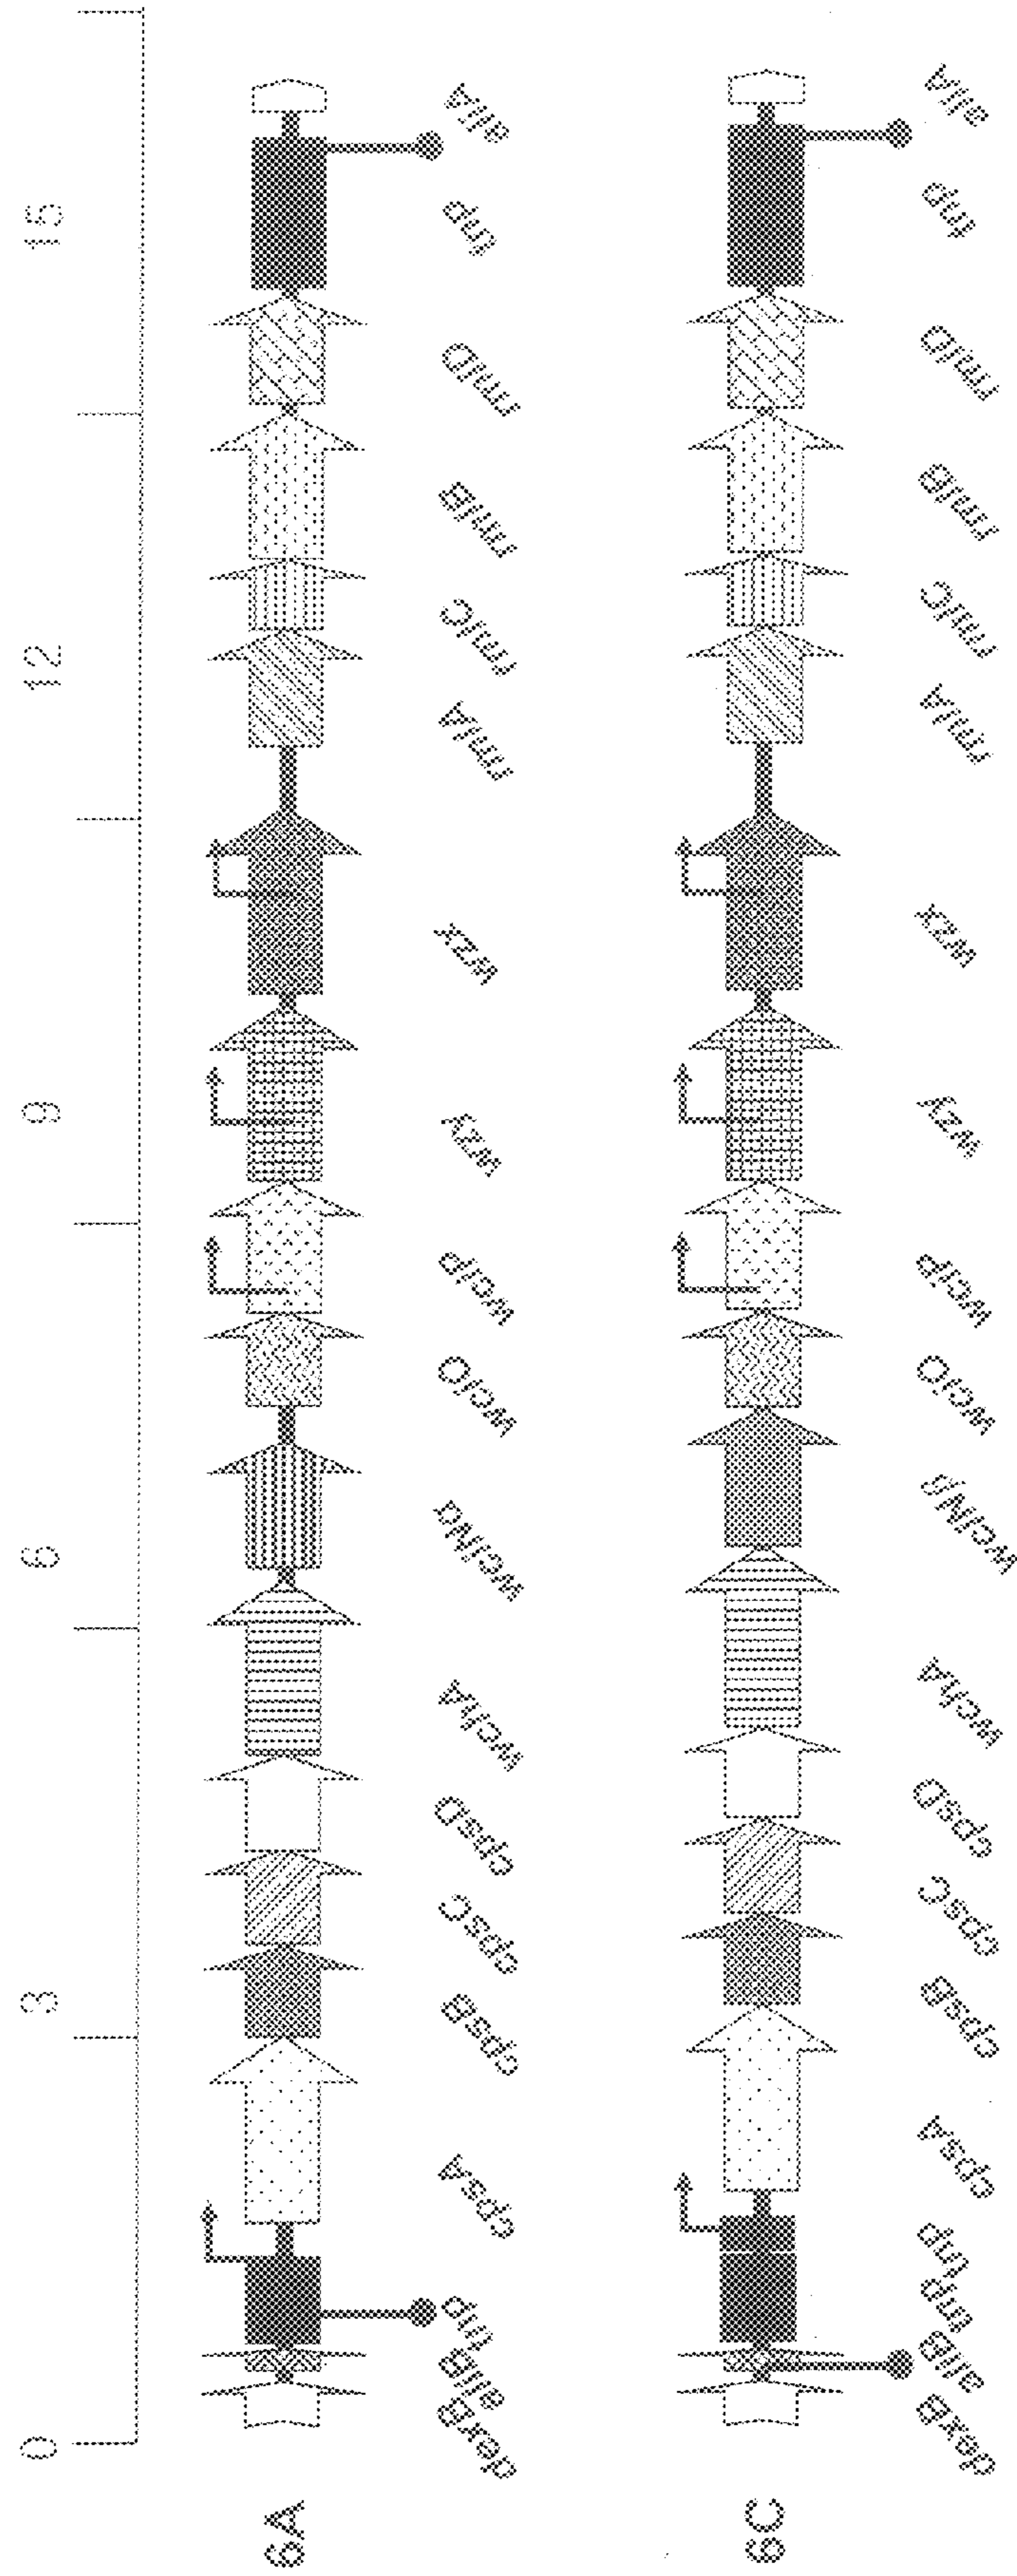 0 3 6 9 12 15
6A
dexB aliB tnp cpsA cpsB cpsC cpsD wchA wciNα wciO wciP wzy wzx rmlA rmlC rmlB rmlD tnp aliA
6C
dexB aliB tnp tnp cpsA cpsB cpsC cpsD wchA wciNβ wciO wciP wzy wzx rmlA rmlC rmlB rmlD tnp aliA